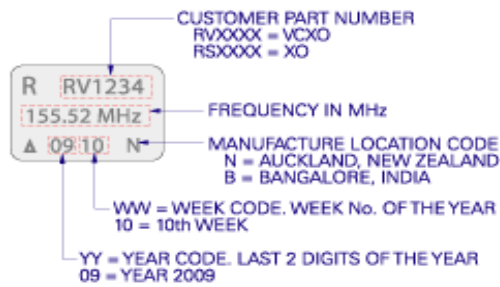 CUSTOMER PART NUMBER
RVXXXX = VCXO
RSXXXX = XO
R RV1234
155.52 MHz
FREQUENCY IN MHz
▲ 09 10 N
MANUFACTURE LOCATION CODE
N = AUCKLAND, NEW ZEALAND
B = BANGALORE, INDIA
WW = WEEK CODE. WEEK No. OF THE YEAR
10 = 10th WEEK
YY = YEAR CODE. LAST 2 DIGITS OF THE YEAR
09 = YEAR 2009